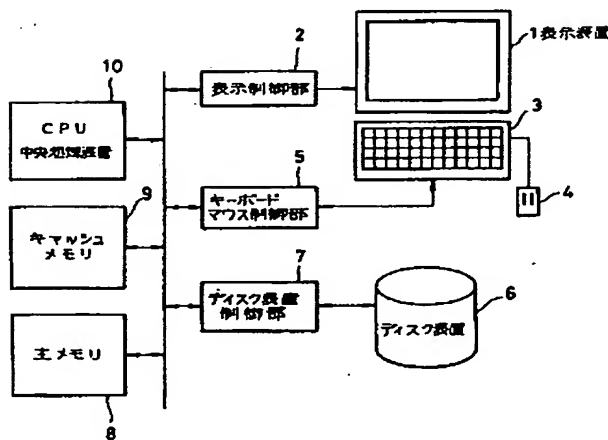 2
1 表示装置
10
表示制御部
3
CPU
中央処理装置
5
キーボード
マウス制御部
4
9
キャッシュ
メモリ
7
ディスク装置
制御部
6
ディスク装置
主メモリ
8